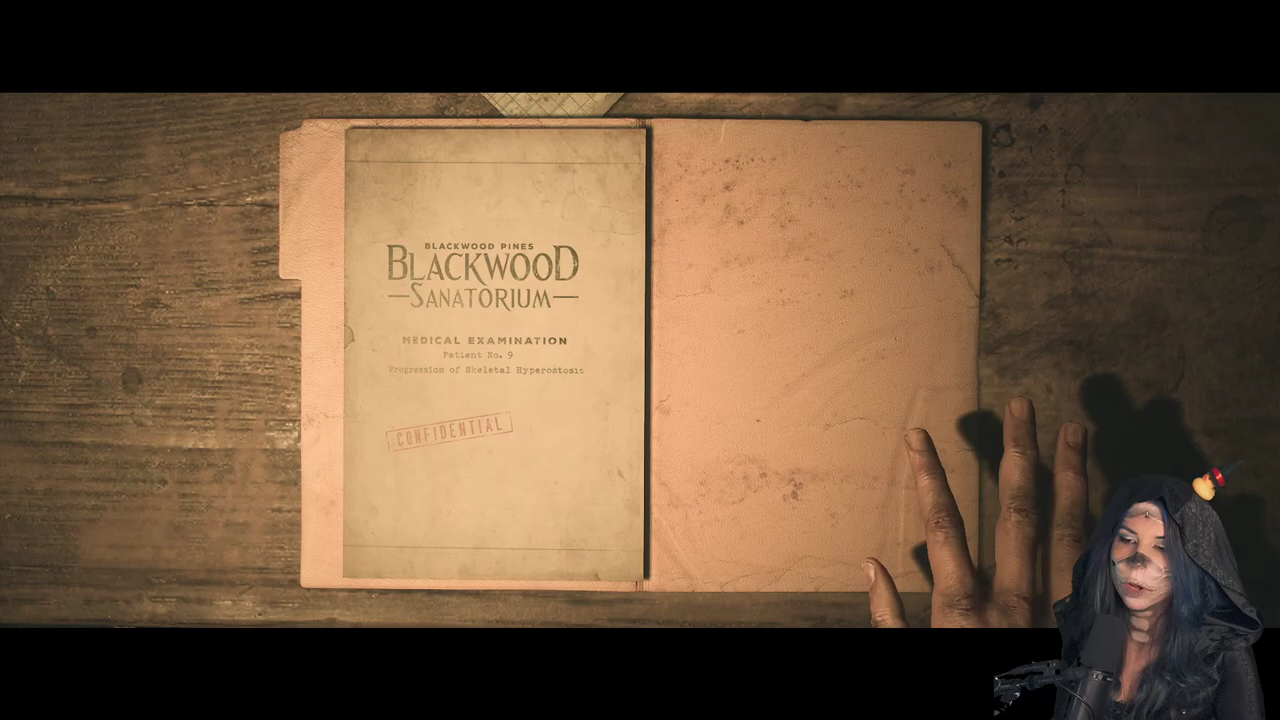 BLACKWOOD PINES
BLACKWOOD
SANATORIUM
MEDICAL EXAMINATION
Patient No. 9
Progression of Skeletal Hyperostosis
CONFIDENTIAL